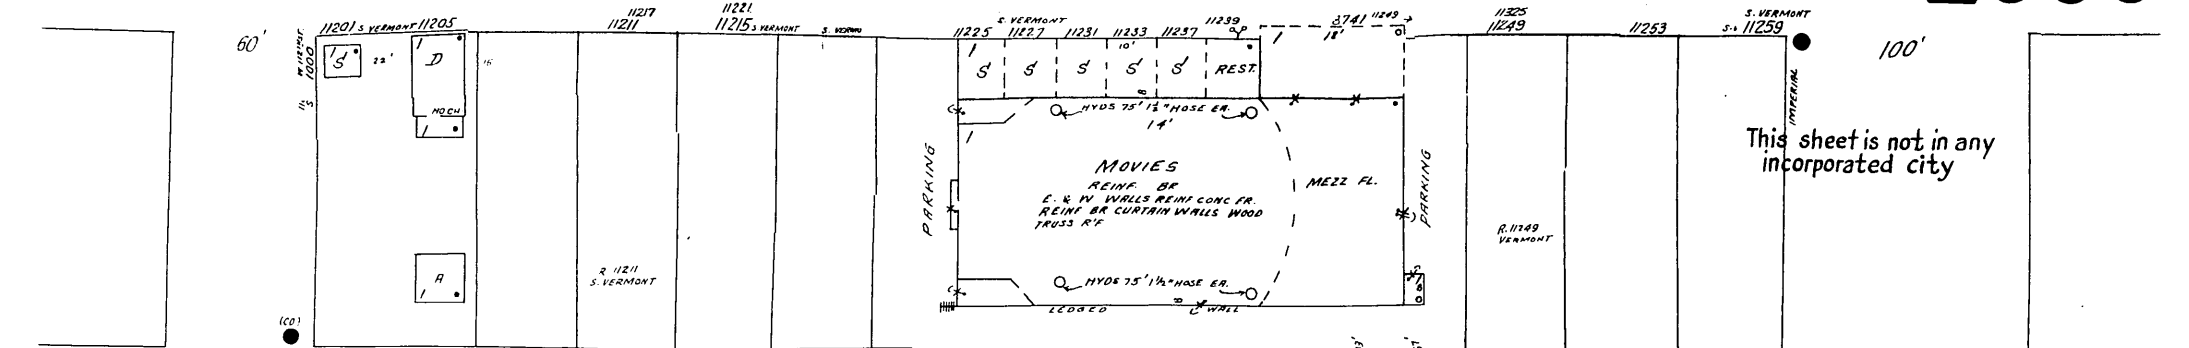 60'
11201 S VERMONT 11205
11217
11211
11221
11215 S VERMONT
S. VERMONT
11239
11225 11227 11231 11233 11237
11249
18'
11325
11249
11253
S. VERMONT
11259
100'
1000
S
22'
D
1
10'
S S S S S REST.
HYDS 75' 1½" HOSE EA.
14'
IMPERIAL
This sheet is not in any
incorporated city
PARKING
MOVIES
REINF. BR
E. & W WALLS REINF CONC FR.
REINF BR CURTAIN WALLS WOOD
TRUSS R'F
MEZZ FL.
PARKING
R. 11249
VERMONT
A
1
R 11211
S. VERMONT
HYDS 75' 1½" HOSE EA.
LEDGED
WALL
(CO)